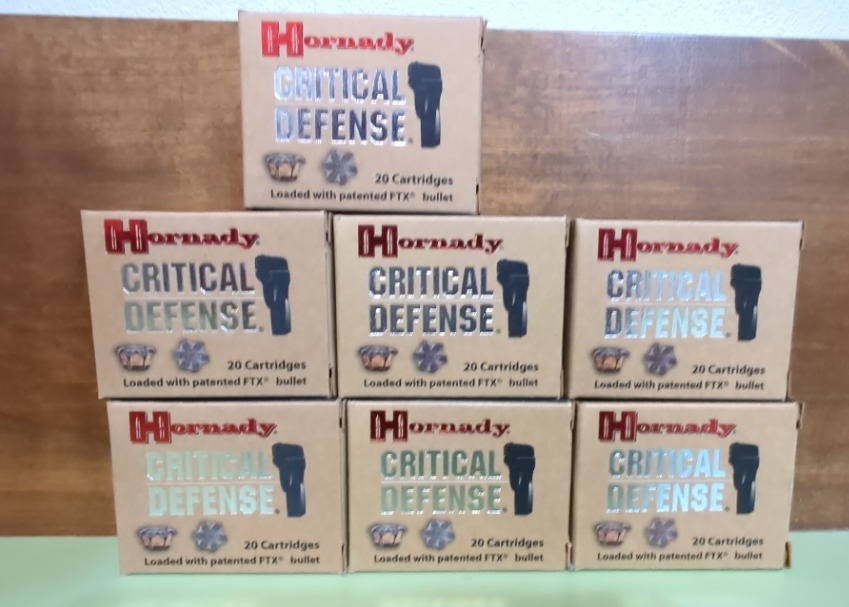 Hornady
CRITICAL
DEFENSE®
20 Cartridges
Loaded with patented FTX® bullet
Hornady
CRITICAL
DEFENSE®
20 Cartridges
Loaded with patented FTX® bullet
Hornady
CRITICAL
DEFENSE®
20 Cartridges
Loaded with patented FTX® bullet
Hornady
CRITICAL
DEFENSE®
20 Cartridges
Loaded with patented FTX® bullet
Hornady
CRITICAL
DEFENSE®
20 Cartridges
Loaded with patented FTX® bullet
Hornady
CRITICAL
DEFENSE®
20 Cartridges
Loaded with patented FTX® bullet
Hornady
CRITICAL
DEFENSE®
20 Cartridges
Loaded with patented FTX® bullet